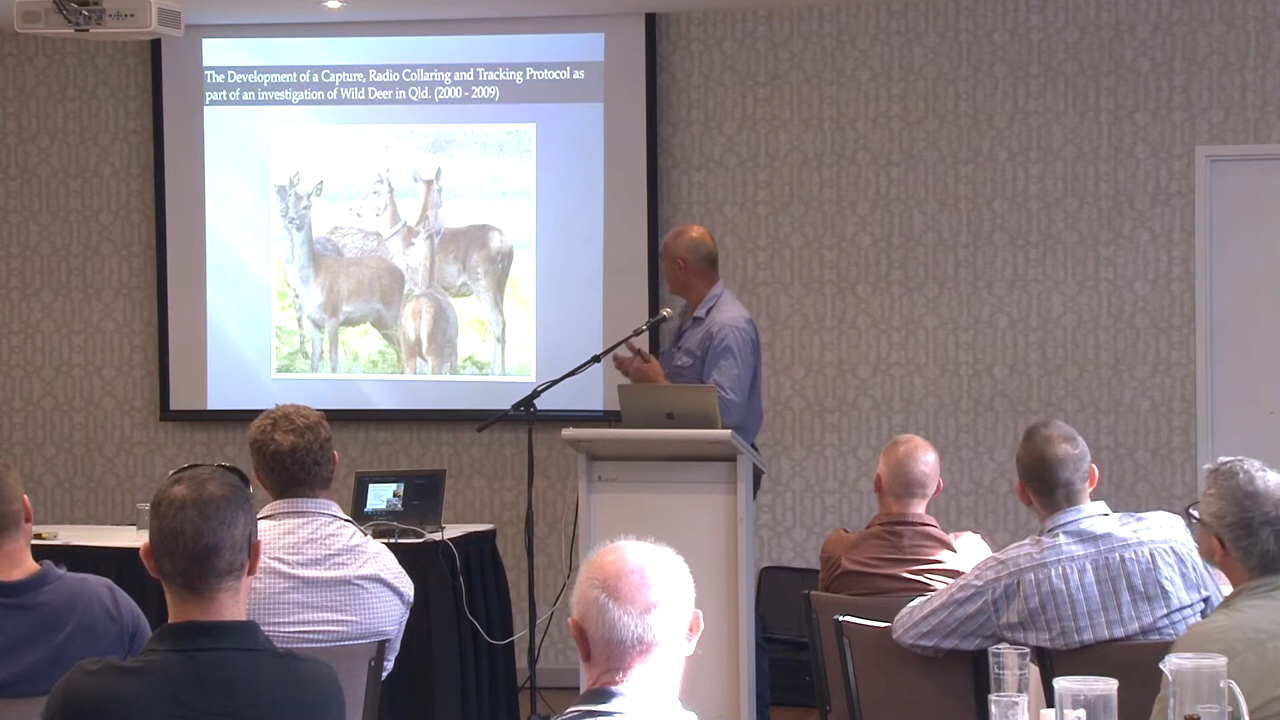 The Development of a Capture, Radio Collaring and Tracking Protocol as
part of an investigation of Wild Deer in Qld. (2000 - 2009)